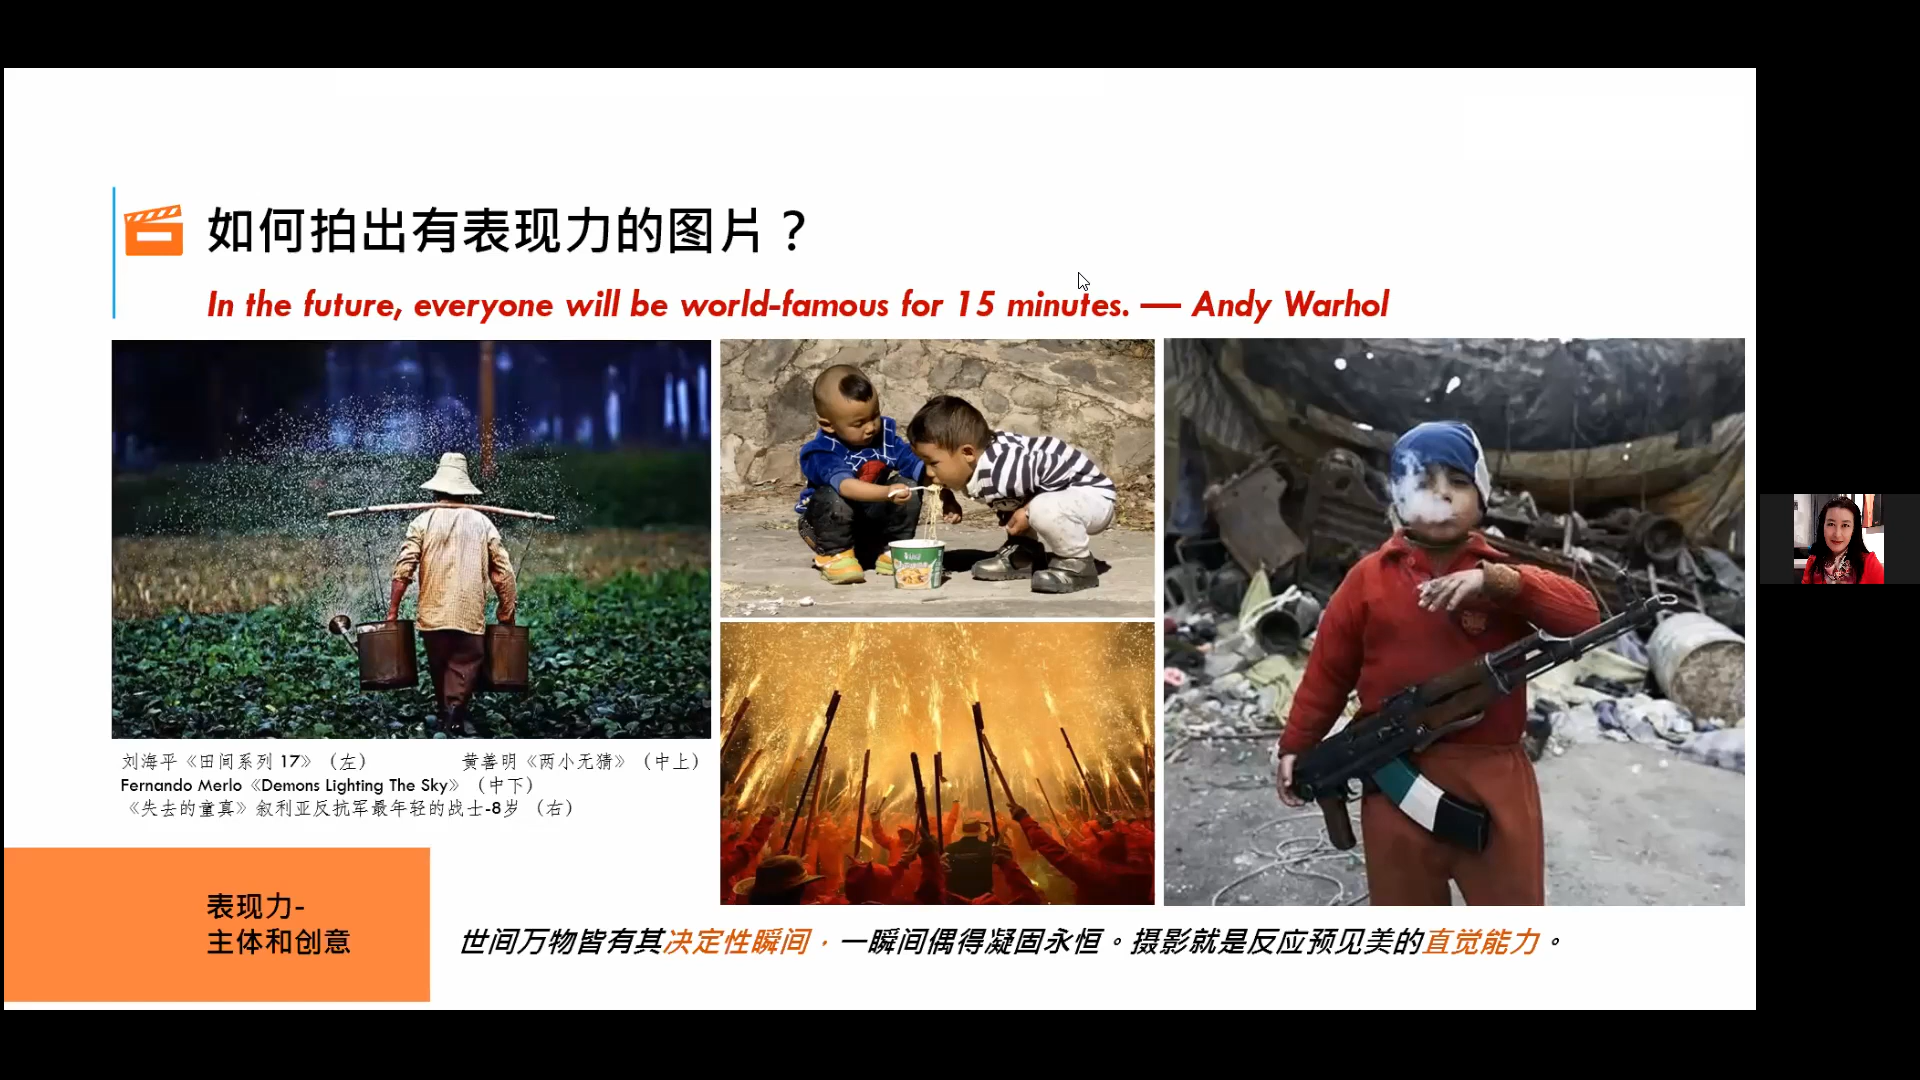 如何拍出有表现力的图片？
In the future, everyone will be world-famous for 15 minutes. — Andy Warhol
刘海平《田间系列 17》（左） 黄善明《两小无猜》（中上）
Fernando Merlo《Demons Lighting The Sky》（中下）
《失去的童真》叙利亚反抗军最年轻的战士-8岁 （右）
表现力-
主体和创意
世间万物皆有其决定性瞬间，一瞬间偶得凝固永恒。摄影就是反应预见美的直觉能力。